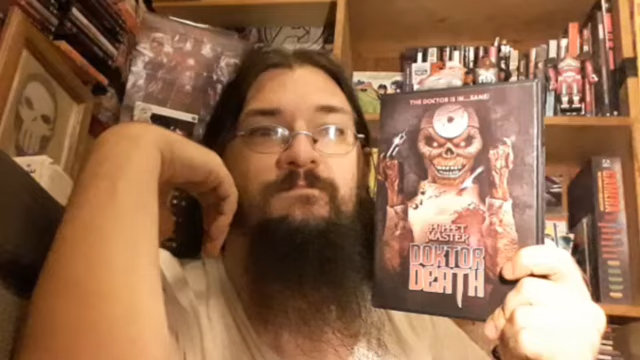 THE DOCTOR IS IN...SANE!
PUPPET
MASTER
DOKTOR
DEATH